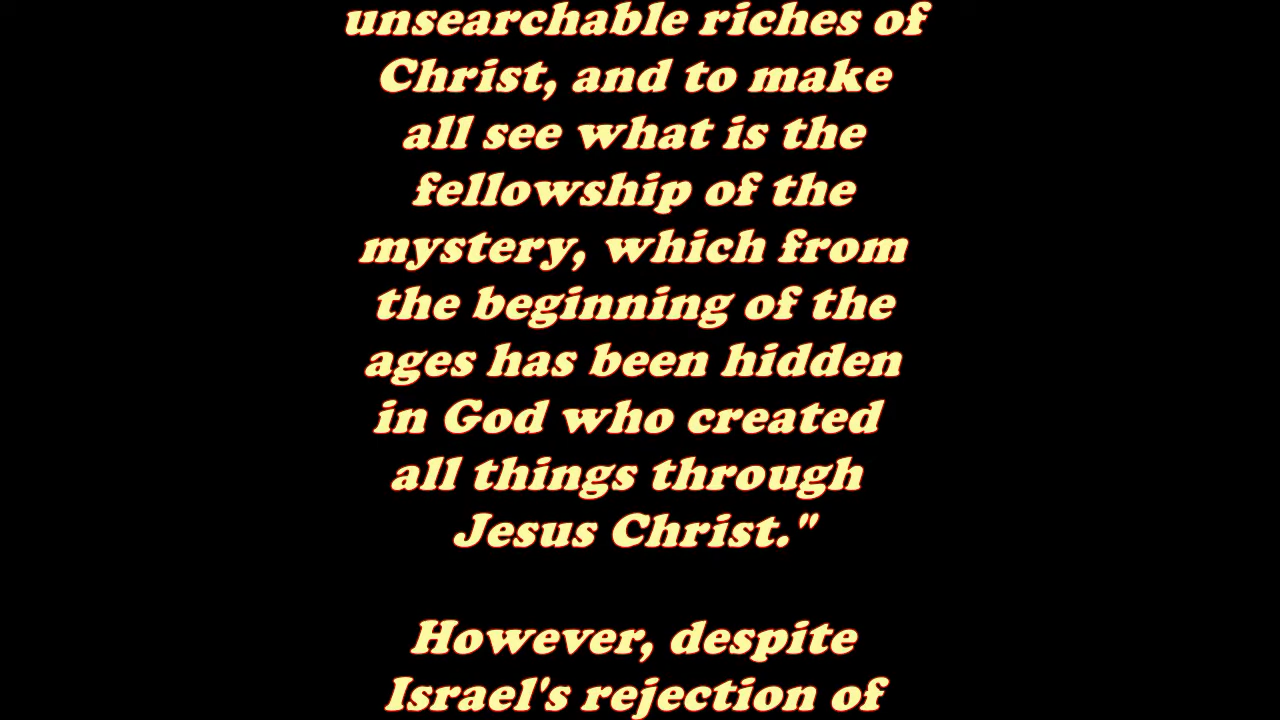 unsearchable riches of
Christ, and to make
all see what is the
fellowship of the
mystery, which from
the beginning of the
ages has been hidden
in God who created
all things through
Jesus Christ."
However, despite
Israel's rejection of